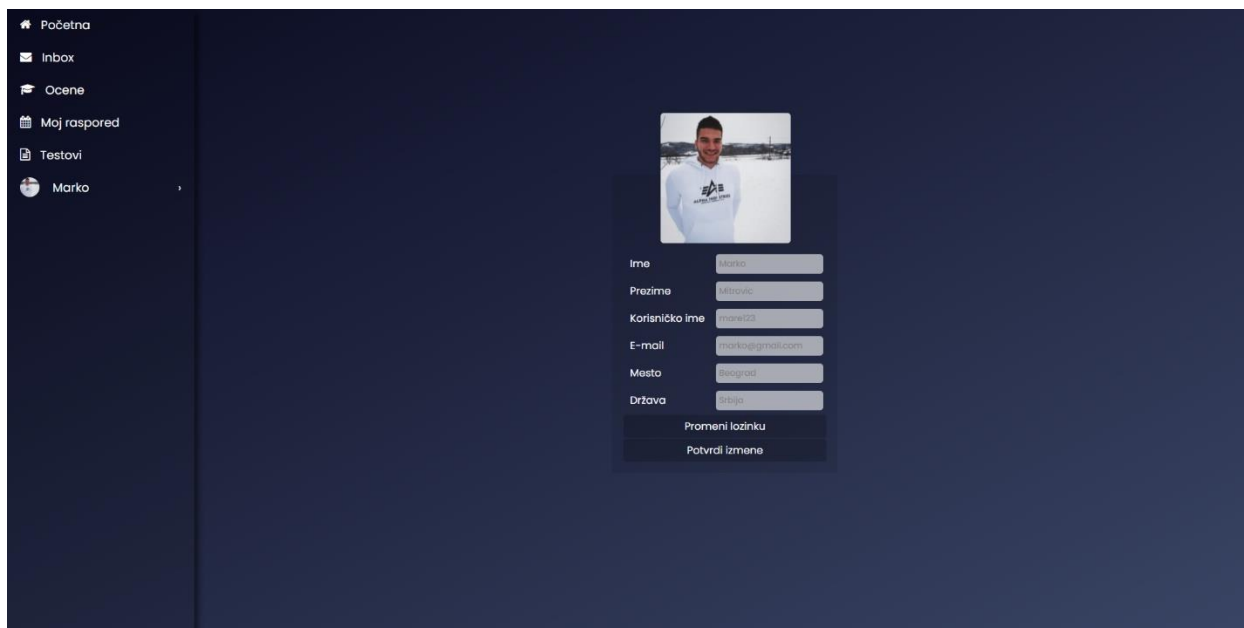 Početna
Inbox
Ocene
Moj raspored
Testovi
Marko
Ime Marko
Prezime Mitrovic
Korisničko ime mare123
E-mail marko@gmail.com
Mesto Beograd
Država Srbija
Promeni lozinku
Potvrdi izmene